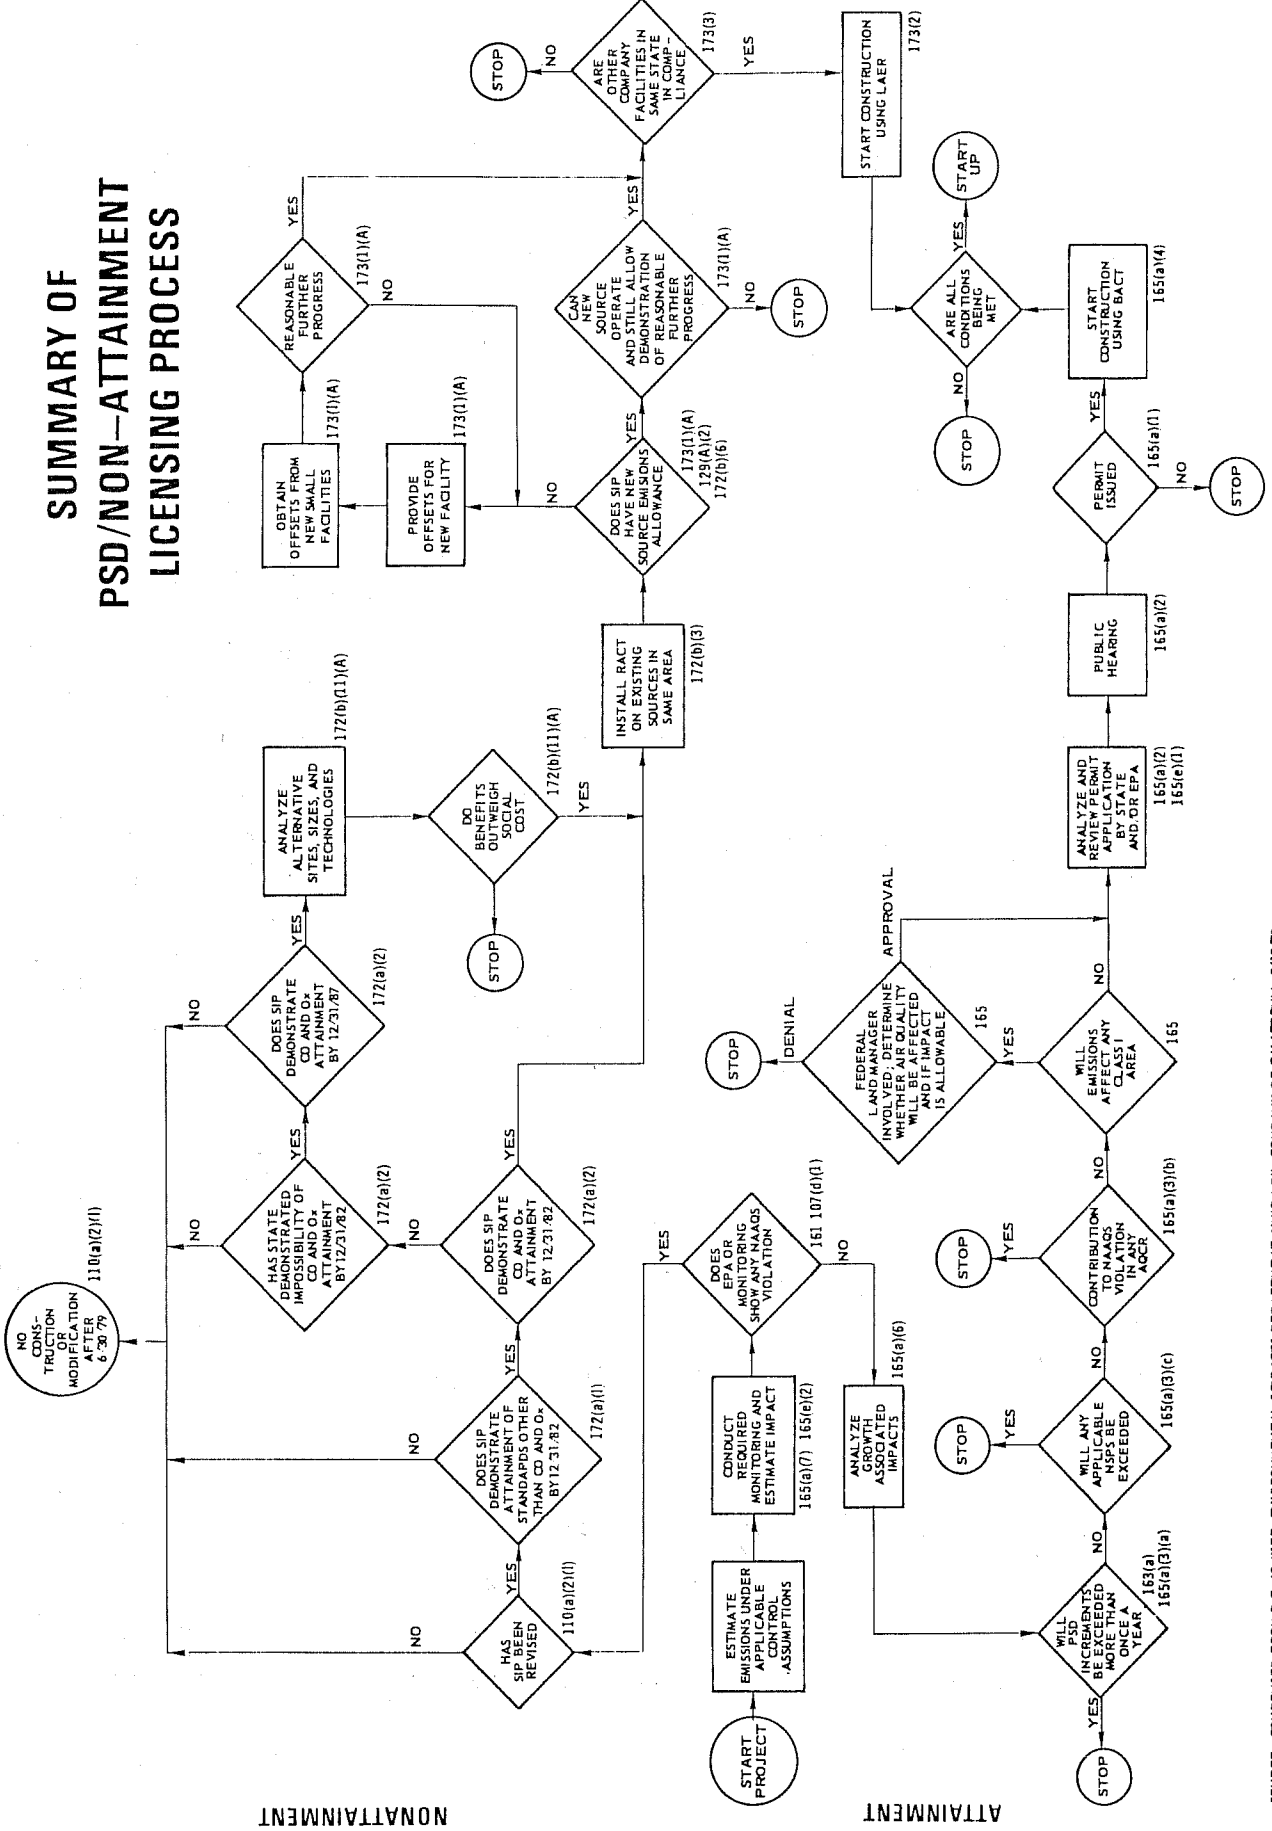 SUMMARY OF
PSD/NON-ATTAINMENT
LICENSING PROCESS
NONATTAINMENT
ATTAINMENT
START
PROJECT
ESTIMATE
EMISSIONS UNDER
APPLICABLE
CONTROL
ASSUMPTIONS
CONDUCT
REQUIRED
MONITORING AND
ESTIMATE IMPACT
165(a)(7) 165(e)(2)
DOES
EPA OR
MONITORING
SHOW ANY NAAQS
VIOLATION
161 107(d)(1)
YES
NO
HAS
SIP BEEN
REVISED
110(a)(2)(I)
NO
YES
DOES SIP
DEMONSTRATE
ATTAINMENT OF
STANDARDS OTHER
THAN CO AND Ox
BY 12/31/82
172(a)(1)
NO
YES
DOES SIP
DEMONSTRATE
CO AND Ox
ATTAINMENT
BY 12/31/82
172(a)(2)
NO
YES
HAS STATE
DEMONSTRATED
IMPOSSIBILITY OF
CO AND Ox
ATTAINMENT
BY 12/31/82
172(a)(2)
NO
YES
DOES SIP
DEMONSTRATE
CO AND Ox
ATTAINMENT
BY 12/31/87
172(a)(2)
NO
YES
NO
CONS-
TRUCTION
OR
MODIFICATION
AFTER
6/30/79
110(a)(2)(I)
ANALYZE
ALTERNATIVE
SITES, SIZES, AND
TECHNOLOGIES
172(b)(11)(A)
DO
BENEFITS
OUTWEIGH
SOCIAL
COST
172(b)(11)(A)
YES
STOP
INSTALL RACT
ON EXISTING
SOURCES IN
SAME AREA
172(b)(3)
DOES SIP
HAVE NEW
SOURCE EMISSIONS
ALLOWANCE
173(1)(A)
129(A)(2)
172(b)(6)
NO
YES
PROVIDE
OFFSETS FOR
NEW FACILITY
173(1)(A)
OBTAIN
OFFSETS FROM
NEW SMALL
FACILITIES
173(1)(A)
REASONABLE
FURTHER
PROGRESS
173(1)(A)
NO
YES
CAN
NEW
SOURCE
OPERATE
AND STILL ALLOW
DEMONSTRATION
OF REASONABLE
FURTHER
PROGRESS
173(1)(A)
YES
NO
STOP
ARE
OTHER
COMPANY
FACILITIES IN
SAME STATE
IN COMP-
LIANCE
173(3)
NO
STOP
YES
START CONSTRUCTION
USING LAER
173(2)
ANALYZE
GROWTH
ASSOCIATED
IMPACTS
165(a)(6)
WILL
PSD
INCREMENTS
BE EXCEEDED
MORE THAN
ONCE A
YEAR
163(a)
165(a)(3)(a)
YES
STOP
NO
WILL ANY
APPLICABLE
NSPS BE
EXCEEDED
165(a)(3)(c)
YES
STOP
NO
CONTRIBUTION
TO NAAQS
VIOLATION
IN ANY
AQCR
165(a)(3)(b)
YES
STOP
NO
WILL
EMISSIONS
AFFECT ANY
CLASS I
AREA
165
YES
NO
FEDERAL
LAND MANAGER
INVOLVED; DETERMINE
WHETHER AIR QUALITY
WILL BE AFFECTED
AND IF IMPACT
IS ALLOWABLE
165
DENIAL
STOP
APPROVAL
ANALYZE AND
REVIEW PERMIT
APPLICATION
BY STATE
AND/OR EPA
165(a)(2)
165(e)(1)
PUBLIC
HEARING
165(a)(2)
PERMIT
ISSUED
165(a)(1)
NO
STOP
YES
START
CONSTRUCTION
USING BACT
165(a)(4)
ARE ALL
CONDITIONS
BEING
MET
NO
STOP
YES
START
UP